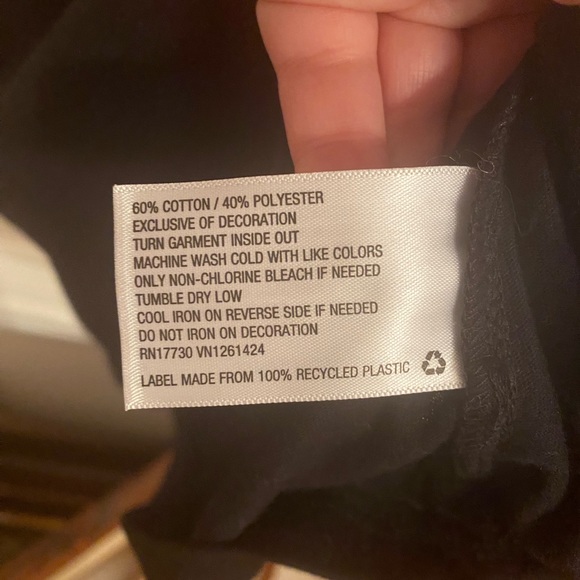 60% COTTON / 40% POLYESTER
EXCLUSIVE OF DECORATION
TURN GARMENT INSIDE OUT
MACHINE WASH COLD WITH LIKE COLORS
ONLY NON-CHLORINE BLEACH IF NEEDED
TUMBLE DRY LOW
COOL IRON ON REVERSE SIDE IF NEEDED
DO NOT IRON ON DECORATION
RN17730 VN1261424
LABEL MADE FROM 100% RECYCLED PLASTIC